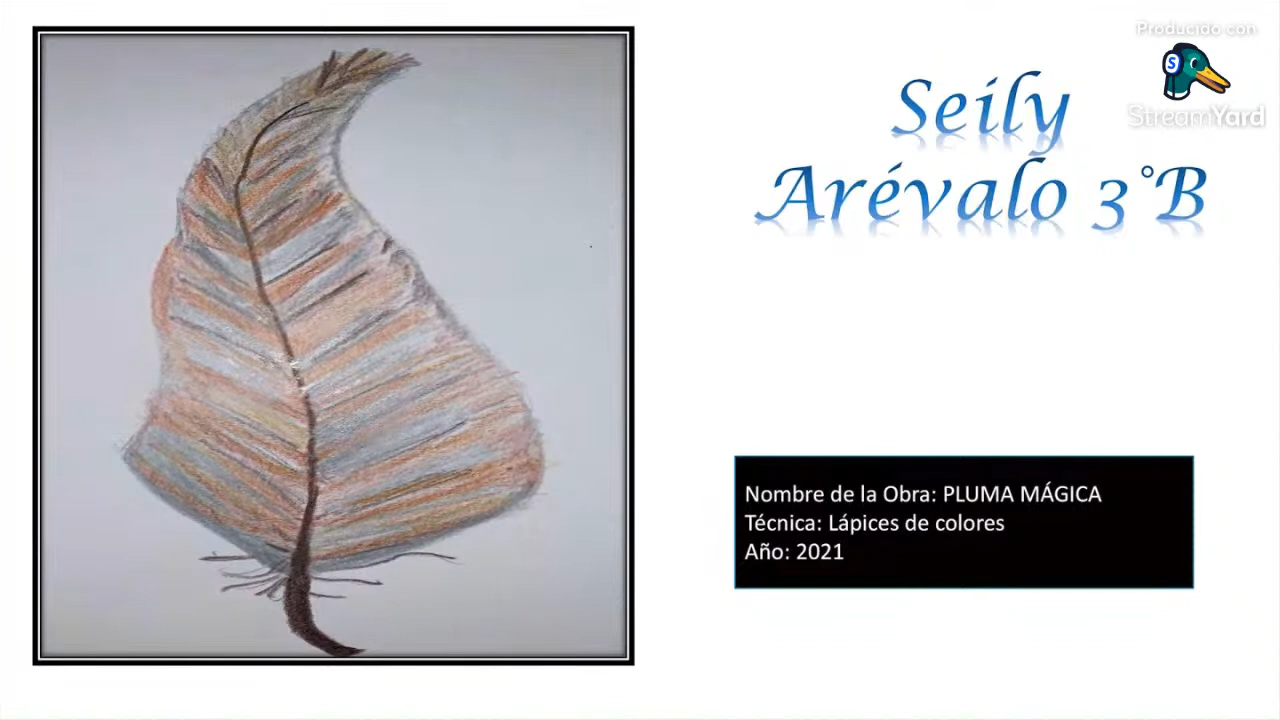 Producido con
S
StreamYard
Seily
Arévalo 3°B
Nombre de la Obra: PLUMA MÁGICA
Técnica: Lápices de colores
Año: 2021